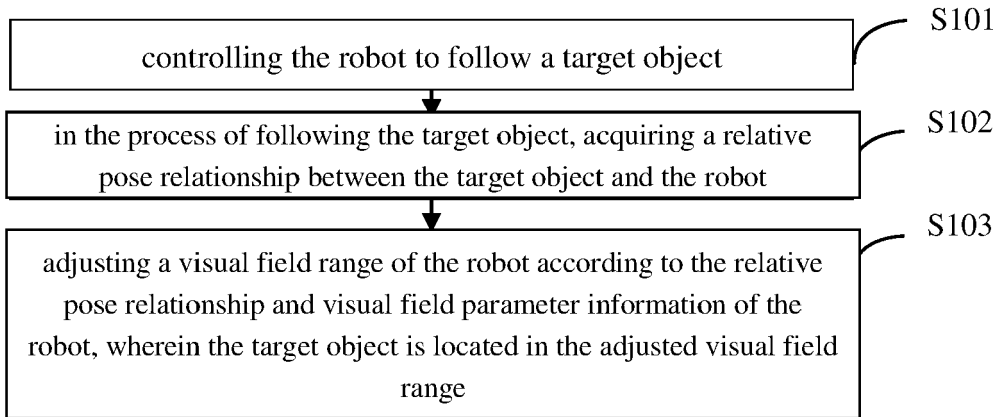 S101
controlling the robot to follow a target object
S102
in the process of following the target object, acquiring a relative
pose relationship between the target object and the robot
S103
adjusting a visual field range of the robot according to the relative
pose relationship and visual field parameter information of the
robot, wherein the target object is located in the adjusted visual field
range